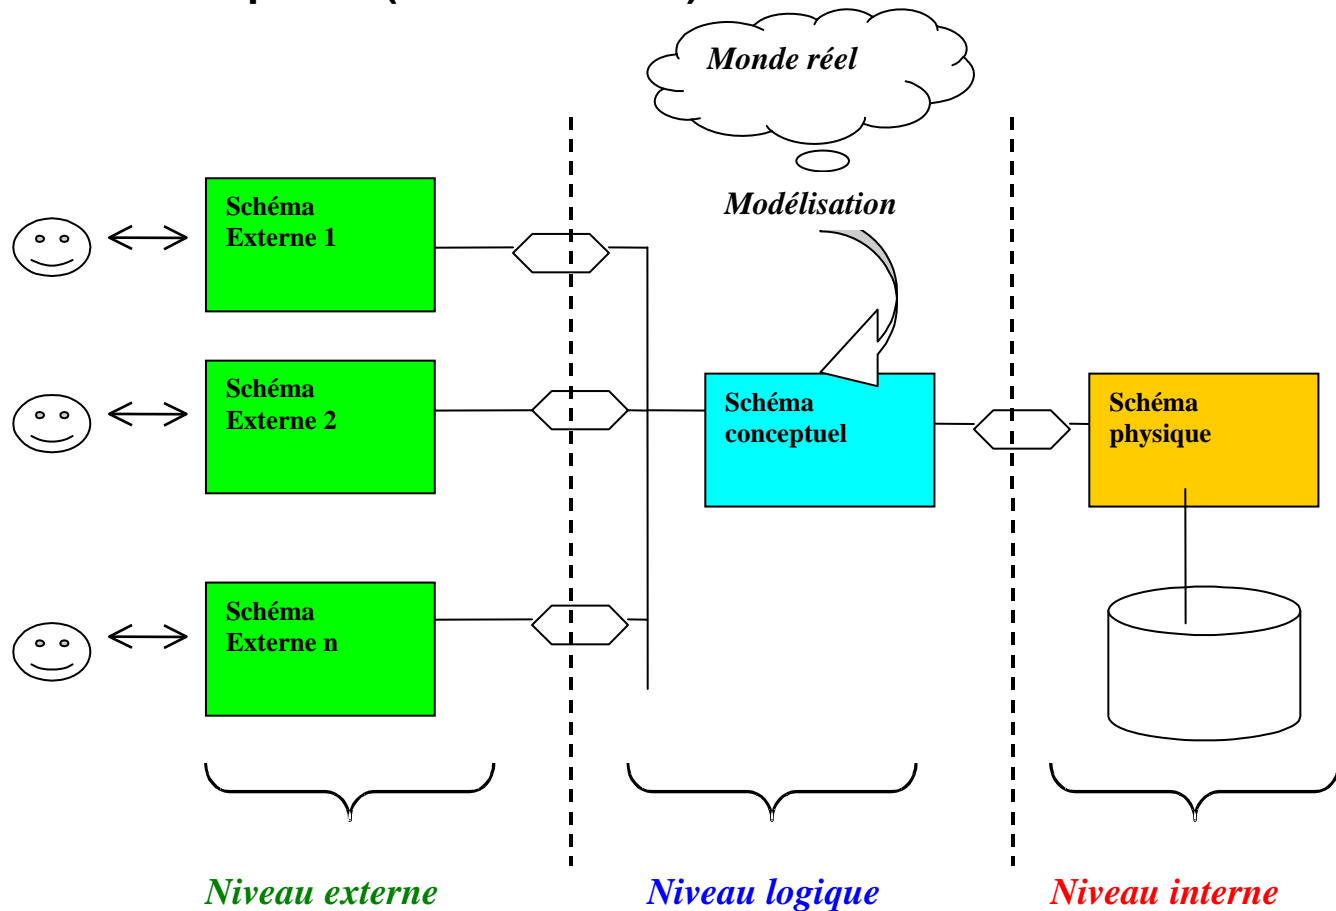 Monde réel
Modélisation
Schéma
Externe 1
Schéma
Externe 2
Schéma
conceptuel
Schéma
physique
Schéma
Externe n
Niveau externe
Niveau logique
Niveau interne